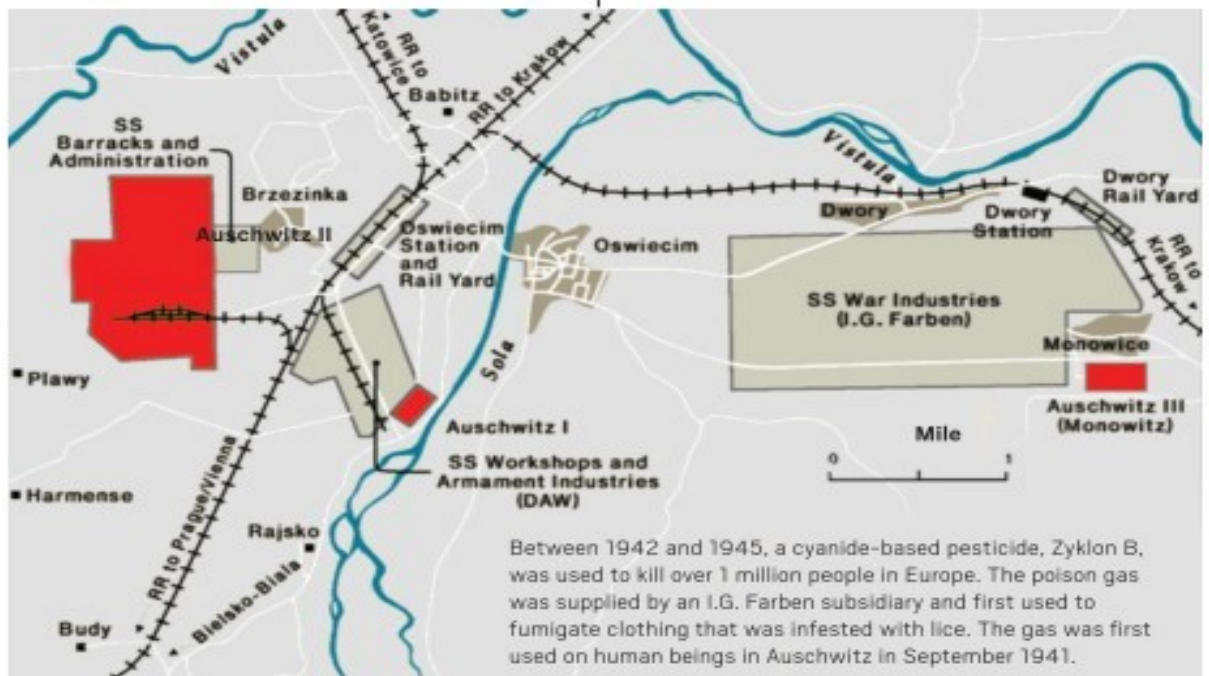 Vistula
RR to
Katowice
RR to Krakow
Babitz
SS
Barracks and
Administration
Brzezinka
Auschwitz II
Oswiecim
Station
and
Rail Yard
Oswiecim
Vistula
Dwory
Dwory
Station
Dwory
Rail Yard
RR to
Krakow
SS War Industries
(I.G. Farben)
Monowice
Auschwitz III
(Monowitz)
Plawy
Sola
Auschwitz I
SS Workshops and
Armament Industries
(DAW)
Mile
0 1
Harmense
RR to Prague/Vienna
Rajsko
Bielsko-Biala
Budy
Between 1942 and 1945, a cyanide-based pesticide, Zyklon B,
was used to kill over 1 million people in Europe. The poison gas
was supplied by an I.G. Farben subsidiary and first used to
fumigate clothing that was infested with lice. The gas was first
used on human beings in Auschwitz in September 1941.